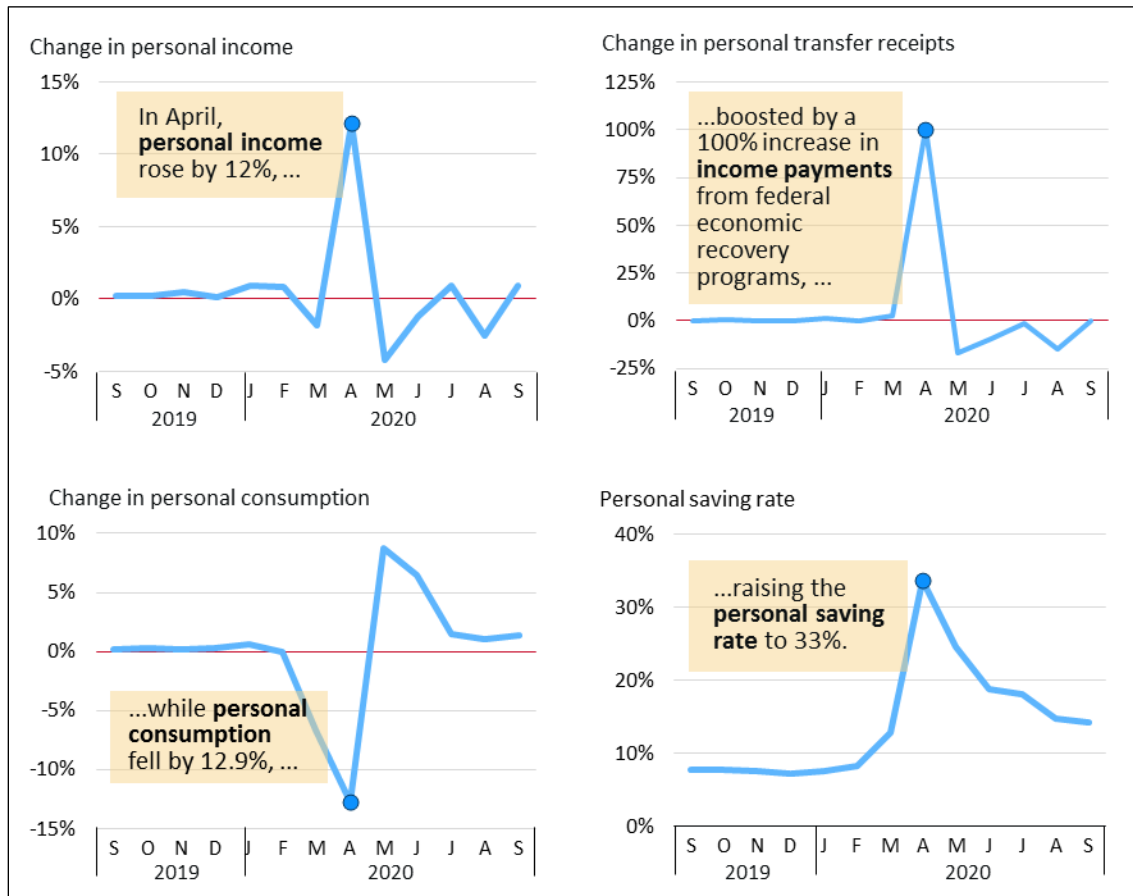 Change in personal income
15%
10%
5%
0%
-5%
In April,
personal income
rose by 12%, ...
S O N D J F M A M J J A S
2019 2020
Change in personal transfer receipts
125%
100%
75%
50%
25%
0%
-25%
...boosted by a
100% increase in
income payments
from federal
economic
recovery
programs, ...
S O N D J F M A M J J A S
2019 2020
Change in personal consumption
10%
5%
0%
-5%
-10%
-15%
...while personal
consumption
fell by 12.9%, ...
S O N D J F M A M J J A S
2019 2020
Personal saving rate
40%
30%
20%
10%
0%
...raising the
personal saving
rate to 33%.
S O N D J F M A M J J A S
2019 2020